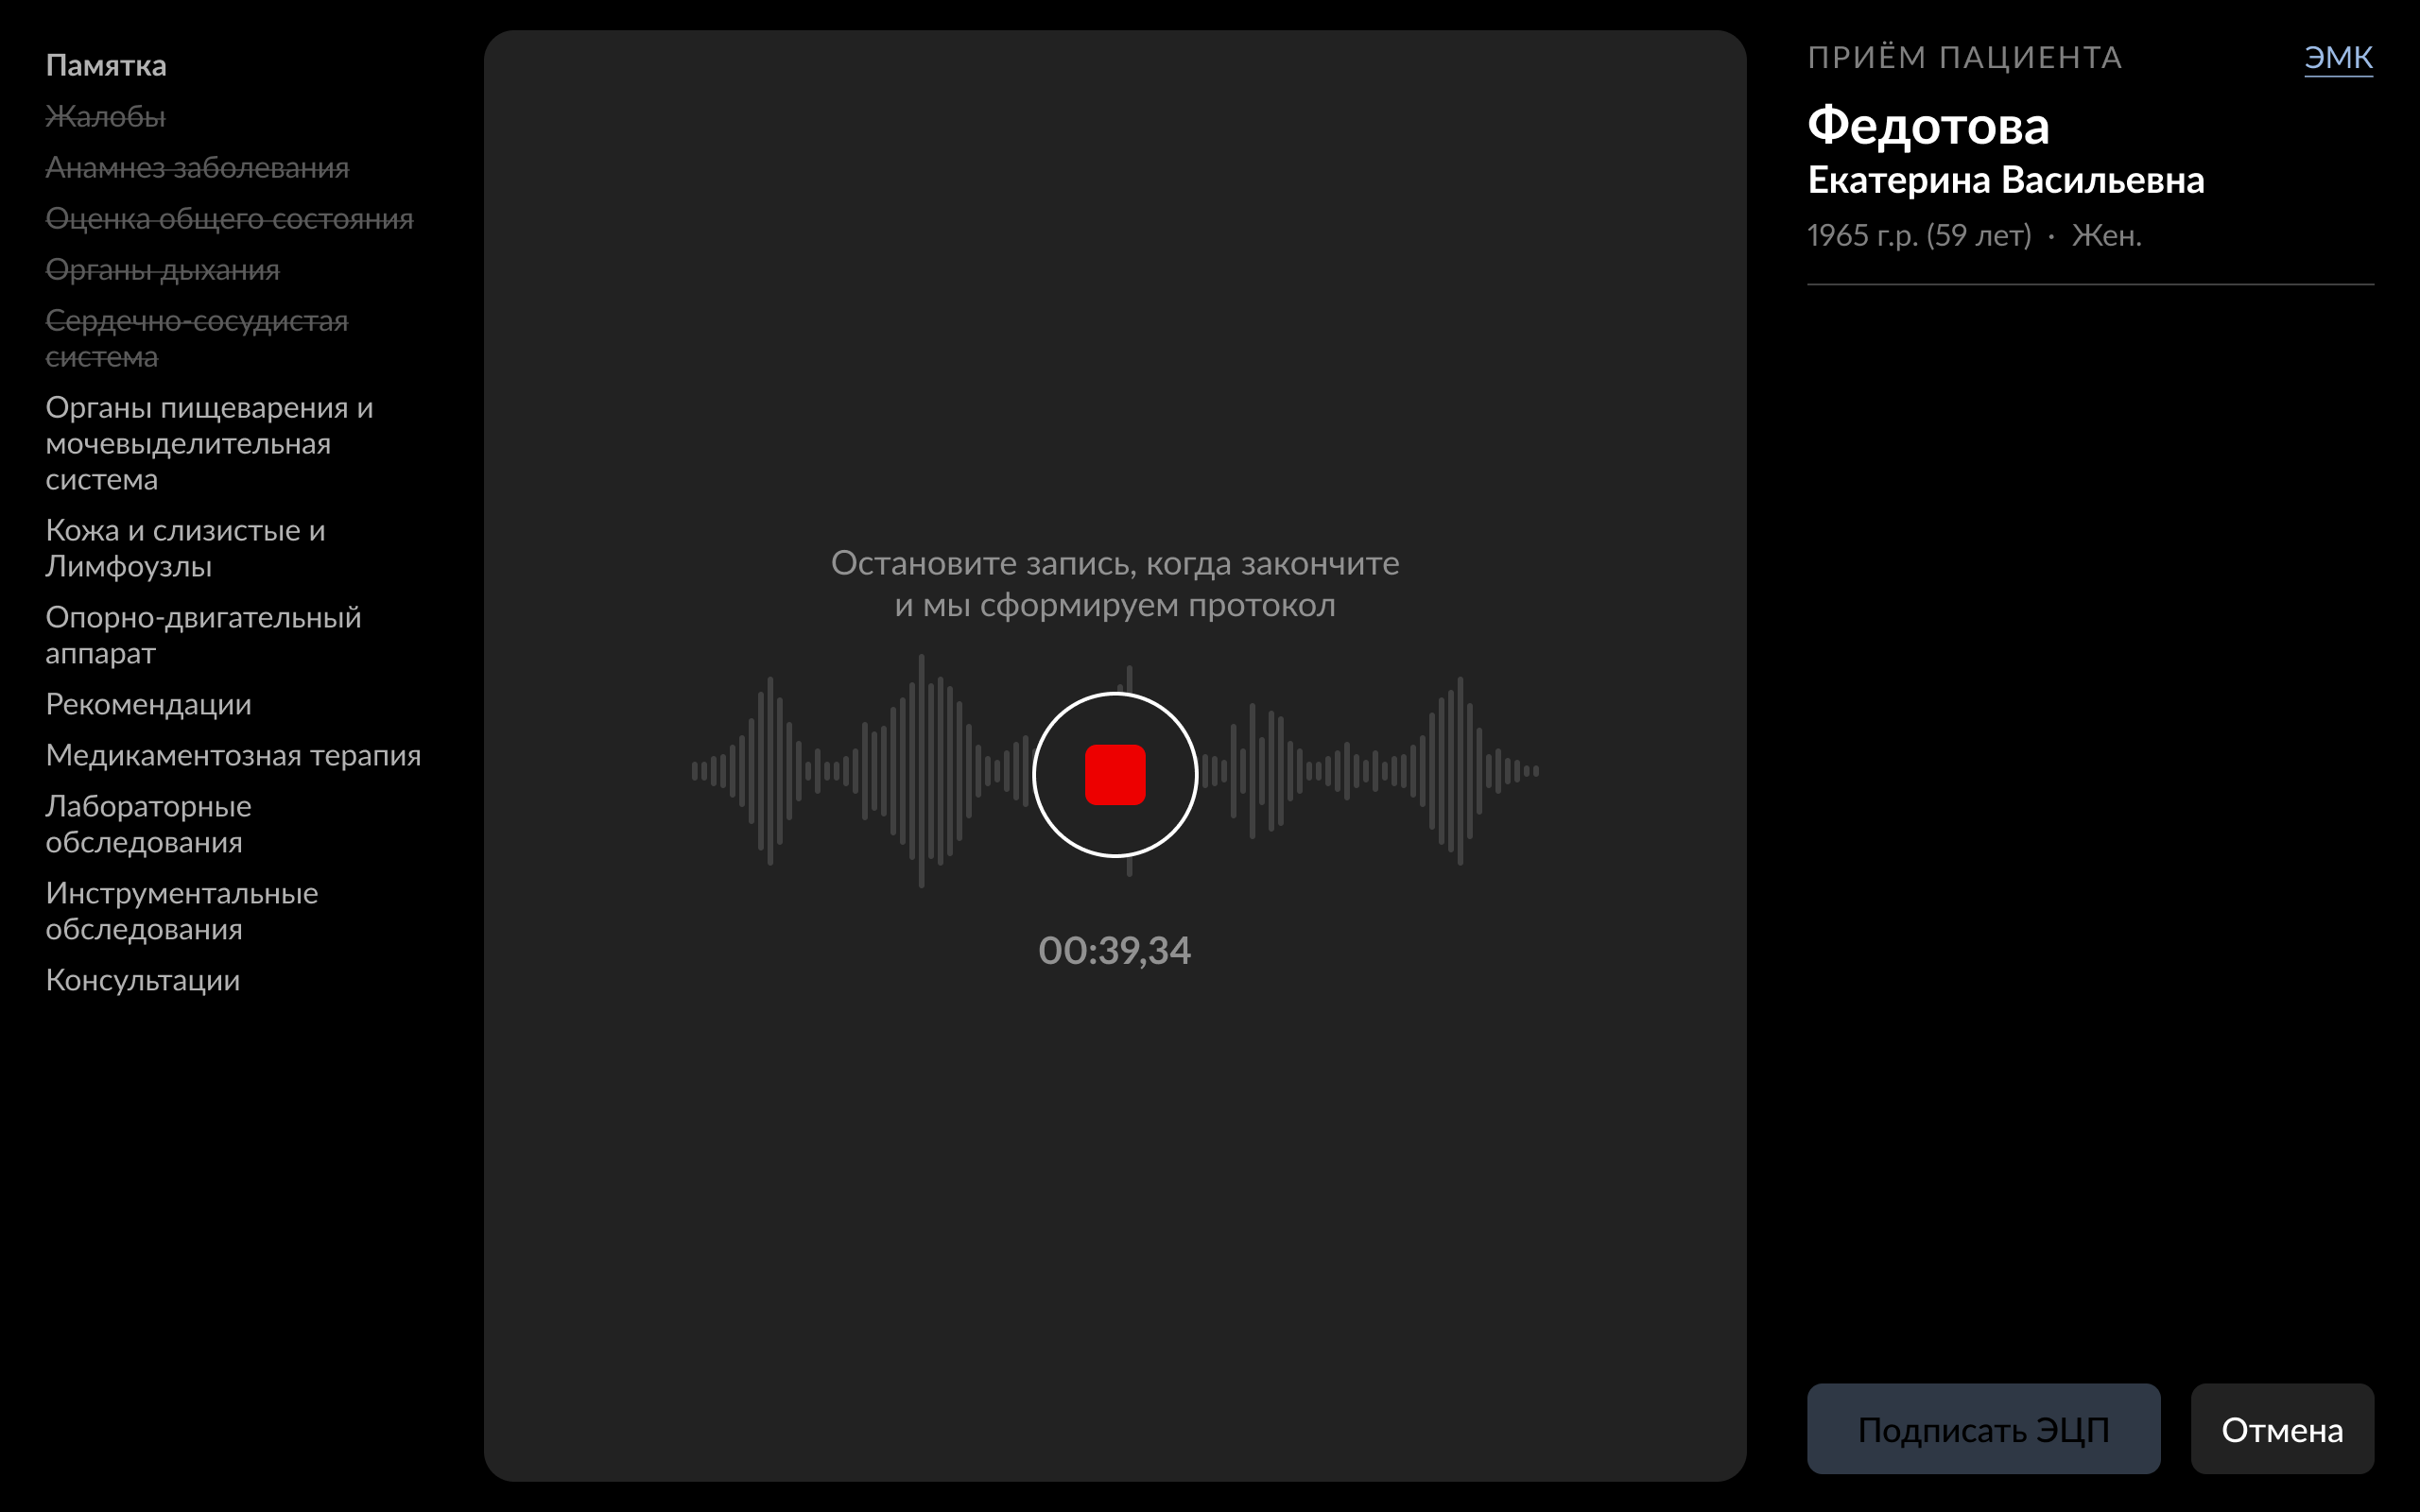 Памятка
Жалобы
Анамнез заболевания
Оценка общего состояния
Органы дыхания
Сердечно-сосудистая
система
Органы пищеварения и
мочевыделительная
система
Кожа и слизистые и
Лимфоузлы
Опорно-двигательный
аппарат
Рекомендации
Медикаментозная терапия
Лабораторные
обследования
Инструментальные
обследования
Консультации
Остановите запись, когда закончите
и мы сформируем протокол
00:39,34
ПРИЁМ ПАЦИЕНТА ЭМК
Федотова
Екатерина Васильевна
1965 г.р. (59 лет) · Жен.
Подписать ЭЦП Отмена